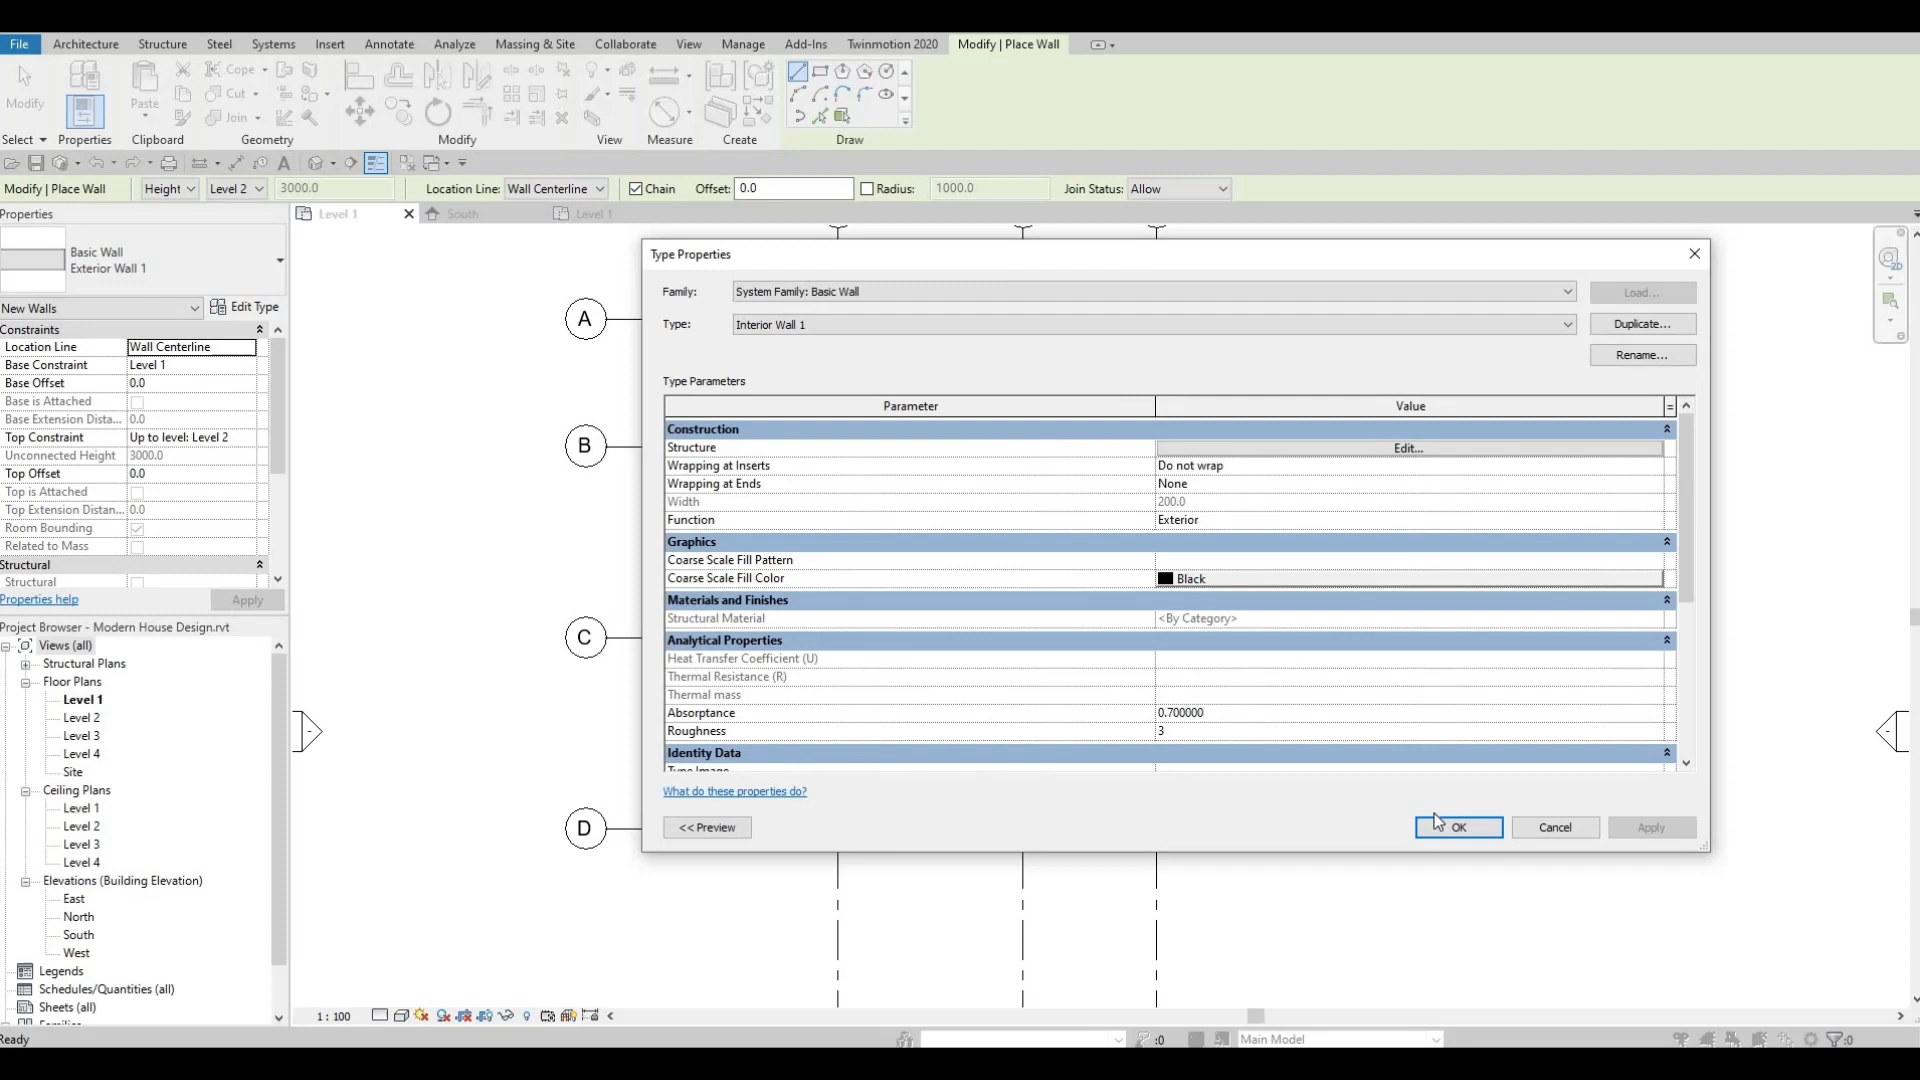 File Architecture Structure Steel Systems Insert Annotate Analyze Massing & Site Collaborate View Manage Add-Ins Twinmotion 2020 Modify | Place Wall
Cope
Cut
Join
Modify
Paste
Select Properties Clipboard Geometry Modify View Measure Create Draw
Modify | Place Wall Height Level 2 3000.0 Location Line: Wall Centerline Chain Offset: 0.0 Radius: 1000.0 Join Status: Allow
Properties
Level 1 South Level 1
Basic Wall
Exterior Wall 1
New Walls Edit Type
Constraints
Location Line Wall Centerline
Base Constraint Level 1
Base Offset 0.0
Base is Attached
Base Extension Dista... 0.0
Top Constraint Up to level: Level 2
Unconnected Height 3000.0
Top Offset 0.0
Top is Attached
Top Extension Distan... 0.0
Room Bounding
Related to Mass
Structural
Structural
Properties help Apply
Project Browser - Modern House Design.rvt
Views (all)
Structural Plans
Floor Plans
Level 1
Level 2
Level 3
Level 4
Site
Ceiling Plans
Level 1
Level 2
Level 3
Level 4
Elevations (Building Elevation)
East
North
South
West
Legends
Schedules/Quantities (all)
Sheets (all)
A
B
C
D
2D
Type Properties
Family: System Family: Basic Wall Load...
Type: Interior Wall 1 Duplicate...
Rename...
Type Parameters
Parameter Value =
Construction
Structure Edit...
Wrapping at Inserts Do not wrap
Wrapping at Ends None
Width 200.0
Function Exterior
Graphics
Coarse Scale Fill Pattern
Coarse Scale Fill Color Black
Materials and Finishes
Structural Material <By Category>
Analytical Properties
Heat Transfer Coefficient (U)
Thermal Resistance (R)
Thermal mass
Absorptance 0.700000
Roughness 3
Identity Data
Type Image
What do these properties do?
<< Preview OK Cancel Apply
1 : 100
Ready :0 Main Model :0